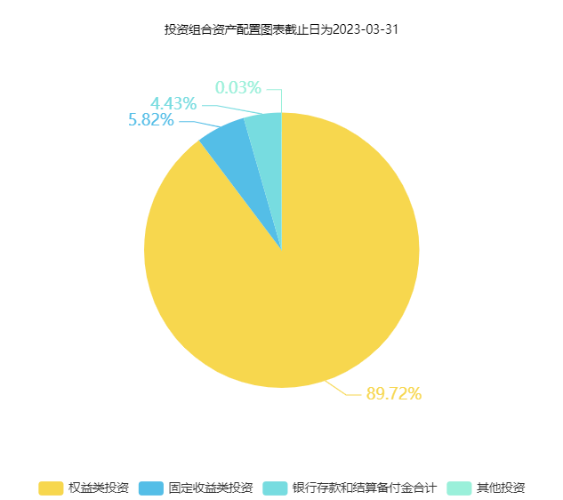 投资组合资产配置图表截止日为2023-03-31
0.03%
4.43%
5.82%
89.72%
权益类投资 固定收益类投资 银行存款和结算备付金合计 其他投资